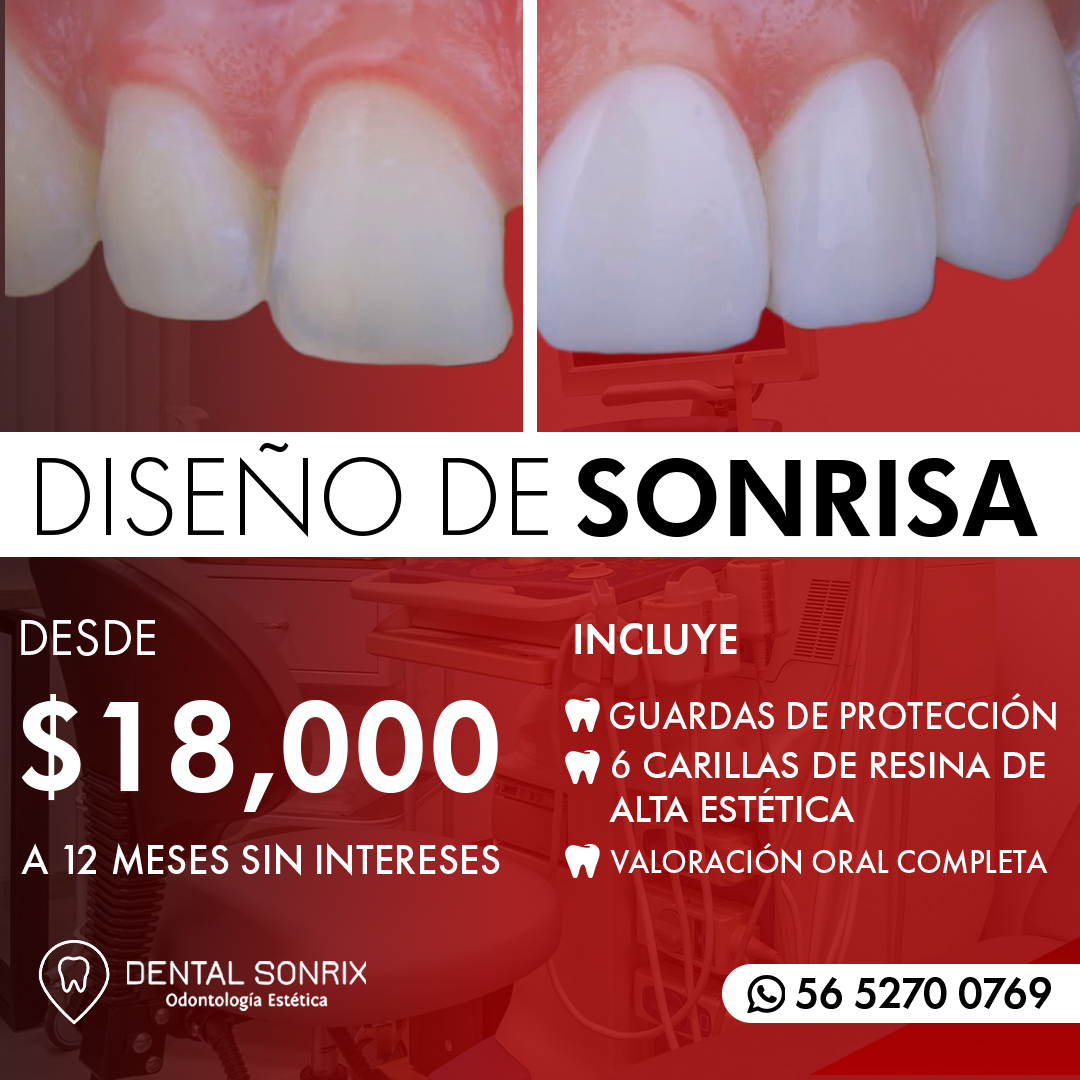 DISEÑO DE SONRISA
DESDE
$18,000
A 12 MESES SIN INTERESES
INCLUYE
GUARDAS DE PROTECCIÓN
6 CARILLAS DE RESINA DE
ALTA ESTÉTICA
VALORACIÓN ORAL COMPLETA
DENTAL SONRIX
Odontología Estética
56 5270 0769